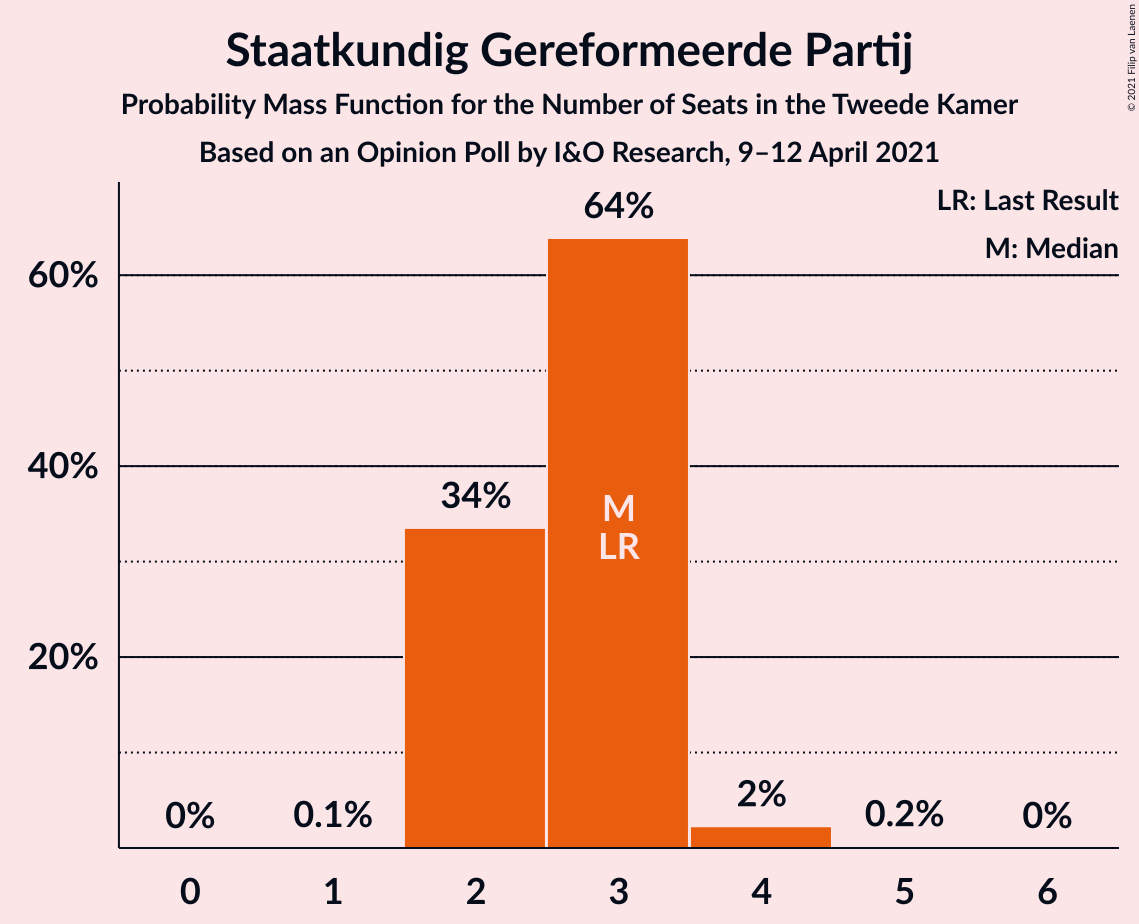 Staatkundig Gereformeerde Partij
Probability Mass Function for the Number of Seats in the Tweede Kamer
Based on an Opinion Poll by I&O Research, 9–12 April 2021
© 2021 Filip van Laenen
LR: Last Result
M: Median
60%
40%
20%
0%
0.1%
34%
64%
M
LR
2%
0.2%
0%
0
1
2
3
4
5
6